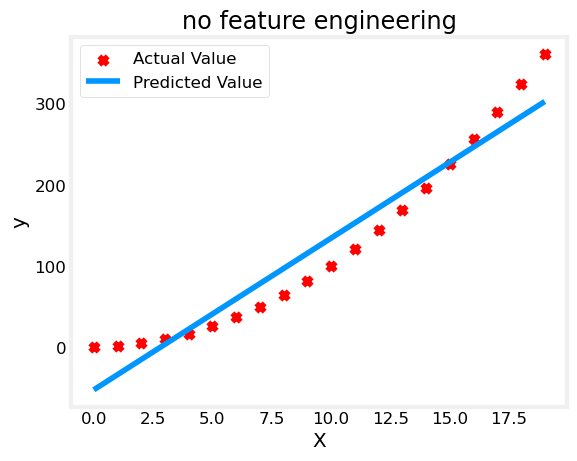 no feature engineering
Actual Value
Predicted Value
300
200
100
0
y
0.0 2.5 5.0 7.5 10.0 12.5 15.0 17.5
X